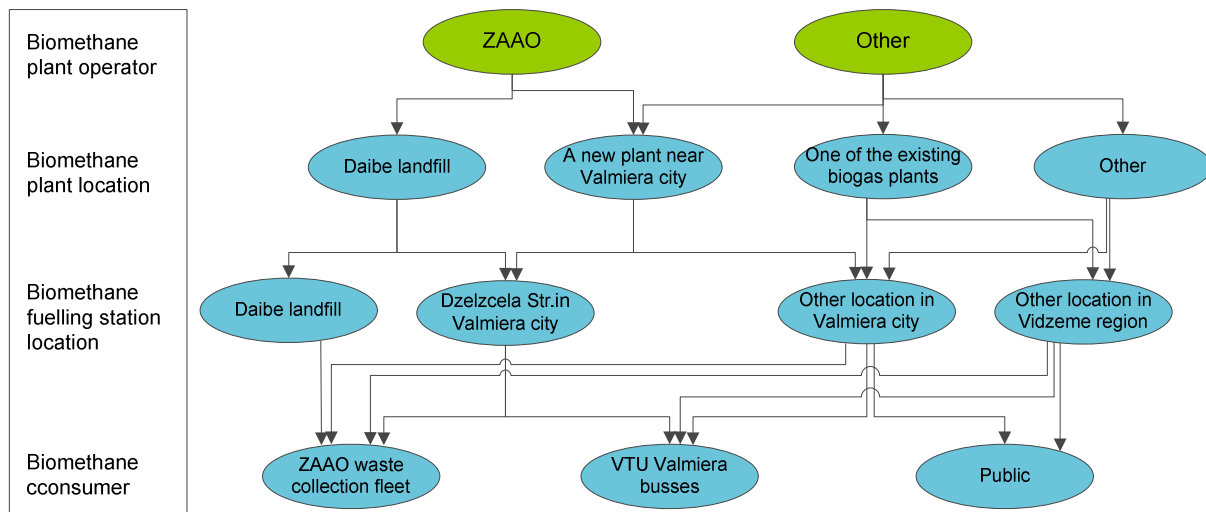 Biomethane
plant operator
ZAAO
Other
Biomethane
plant location
Daibe landfill
A new plant near
Valmiera city
One of the existing
biogas plants
Other
Biomethane
fuelling station
location
Daibe landfill
Dzelzcela Str.in
Valmiera city
Other location in
Valmiera city
Other location in
Vidzeme region
Biomethane
cconsumer
ZAAO waste
collection fleet
VTU Valmiera
busses
Public